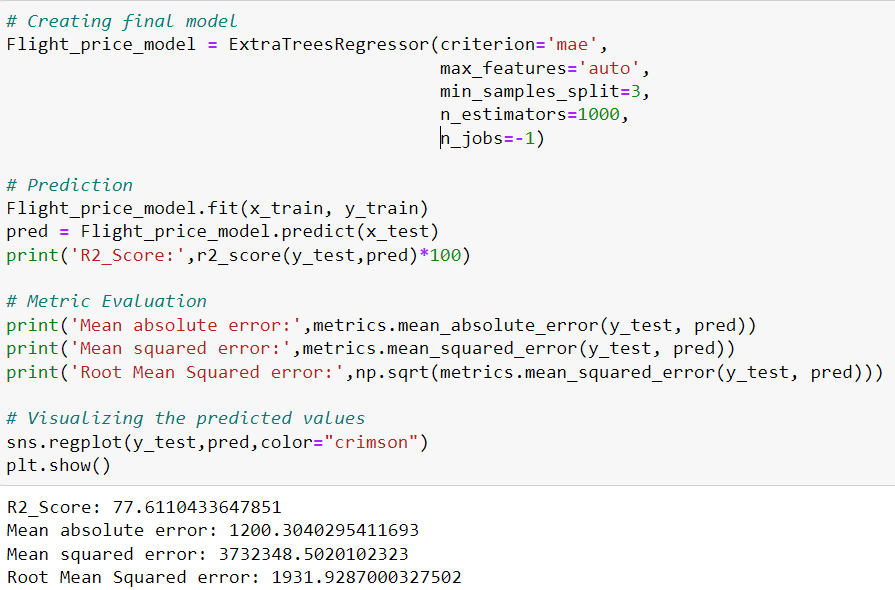 # Creating final model
Flight_price_model = ExtraTreesRegressor(criterion='mae',
max_features='auto',
min_samples_split=3,
n_estimators=1000,
n_jobs=-1)
# Prediction
Flight_price_model.fit(x_train, y_train)
pred = Flight_price_model.predict(x_test)
print('R2_Score:',r2_score(y_test,pred)*100)
# Metric Evaluation
print('Mean absolute error:',metrics.mean_absolute_error(y_test, pred))
print('Mean squared error:',metrics.mean_squared_error(y_test, pred))
print('Root Mean Squared error:',np.sqrt(metrics.mean_squared_error(y_test, pred)))
# Visualizing the predicted values
sns.regplot(y_test,pred,color="crimson")
plt.show()
R2_Score: 77.6110433647851
Mean absolute error: 1200.3040295411693
Mean squared error: 3732348.5020102323
Root Mean Squared error: 1931.9287000327502